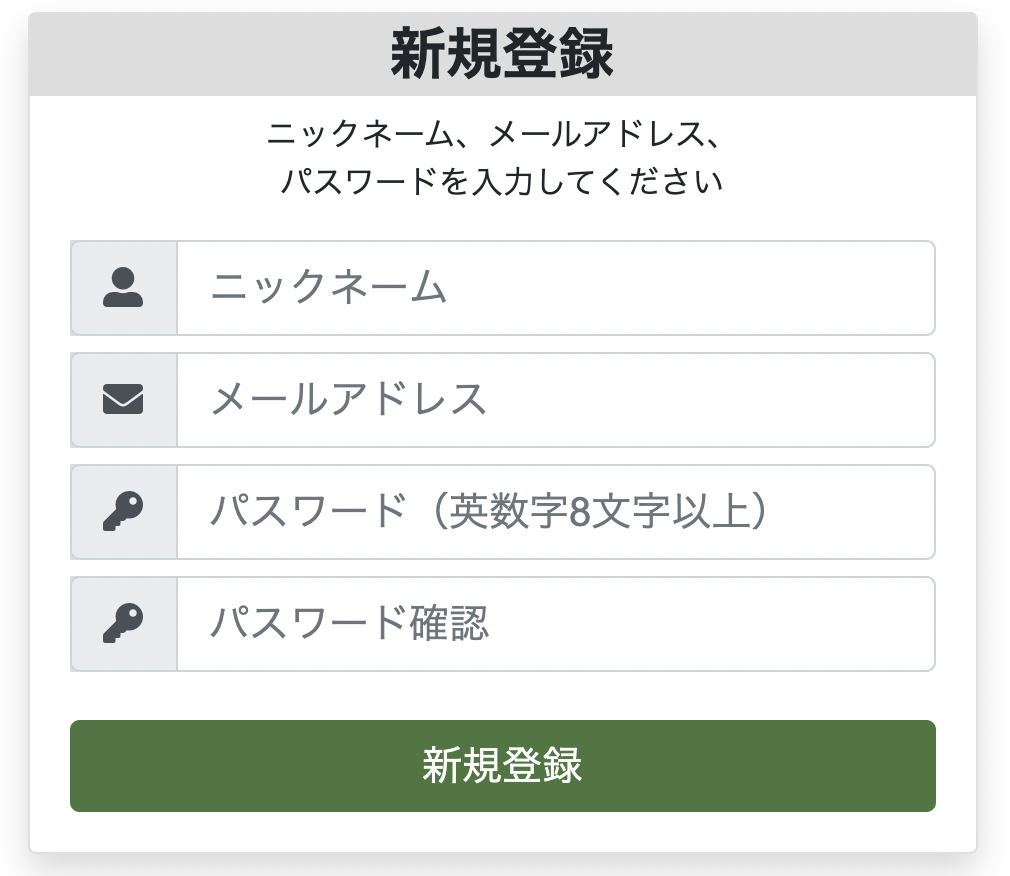 新規登録
ニックネーム、メールアドレス、
パスワードを入力してください
ニックネーム
メールアドレス
パスワード（英数字8文字以上）
パスワード確認
新規登録